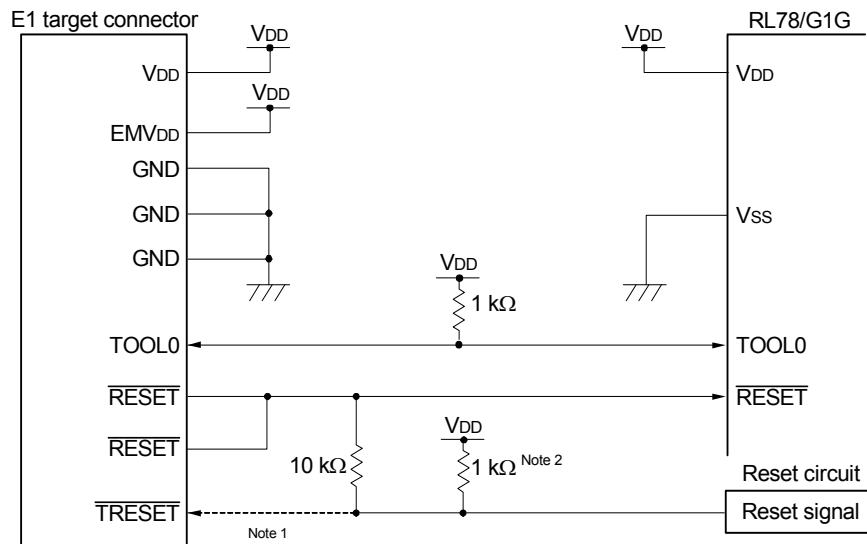 E1 target connector
RL78/G1G
VDD
VDD
VDD
VDD
VDD
EMVDD
GND
GND
VSS
GND
VDD
1 kΩ
TOOL0
TOOL0
RESET
RESET
VDD
RESET
10 kΩ
1 kΩ Note 2
Reset circuit
TRESET
Reset signal
Note 1